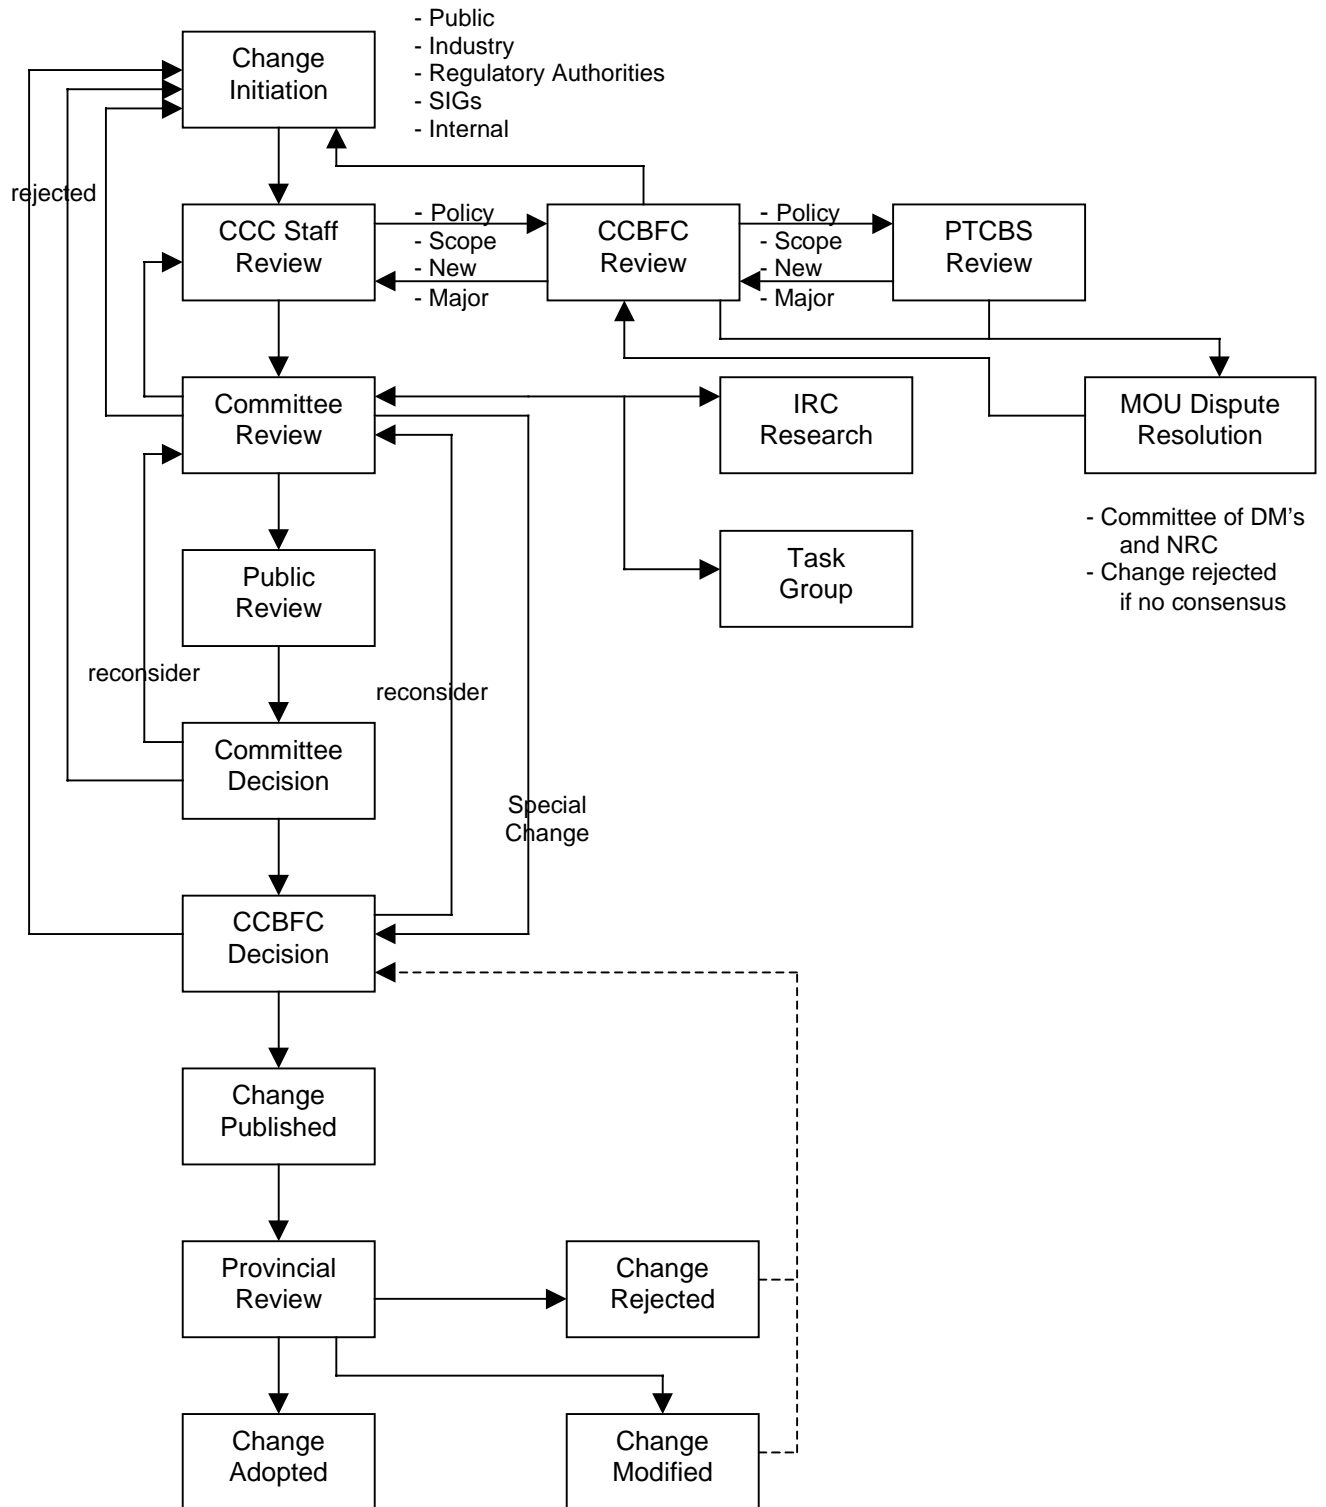 Change
Initiation
- Public
- Industry
- Regulatory Authorities
- SIGs
- Internal
rejected
CCC Staff
Review
- Policy
- Scope
- New
- Major
CCBFC
Review
- Policy
- Scope
- New
- Major
PTCBS
Review
Committee
Review
IRC
Research
MOU Dispute
Resolution
- Committee of DM's
and NRC
- Change rejected
if no consensus
Task
Group
Public
Review
reconsider
reconsider
Committee
Decision
Special
Change
CCBFC
Decision
Change
Published
Provincial
Review
Change
Rejected
Change
Adopted
Change
Modified